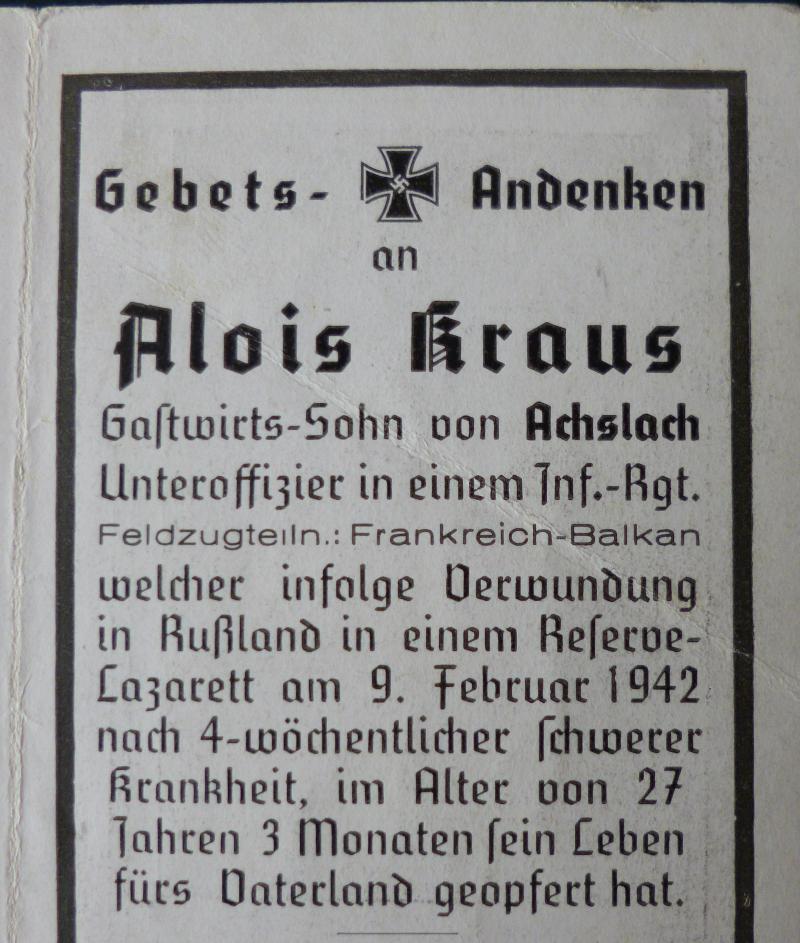 Gebets- Andenken
an
Alois Kraus
Gaſtwirts-Sohn von Achslach
Unteroffizier in einem Inf.-Rgt.
Feldzugteiln.: Frankreich-Balkan
welcher infolge Verwundung
in Rußland in einem Reſerve-
Lazarett am 9. Februar 1942
nach 4-wöchentlicher ſchwerer
Krankheit, im Alter von 27
Jahren 3 Monaten ſein Leben
fürs Vaterland geopfert hat.